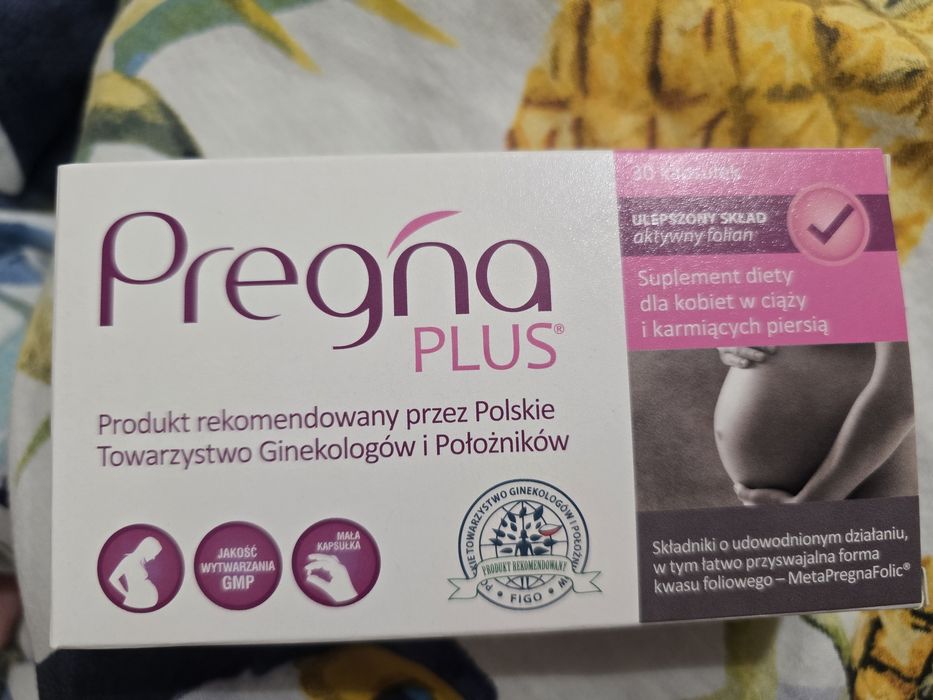 Pregna
PLUS®
Produkt rekomendowany przez Polskie
Towarzystwo Ginekologów i Położników
JAKOŚĆ
WYTWARZANIA
GMP
MAŁA
KAPSUŁKA
TOWARZYSTWO GINEKOLOGÓW I
PRODUKT REKOMENDOWANY
FIGO
30 kapsułek
ULEPSZONY SKŁAD
aktywny folian
Suplement diety
dla kobiet w ciąży
i karmiących piersią
Składniki o udowodnionym działaniu,
w tym łatwo przyswajalna forma
kwasu foliowego – MetaPregnaFolic®